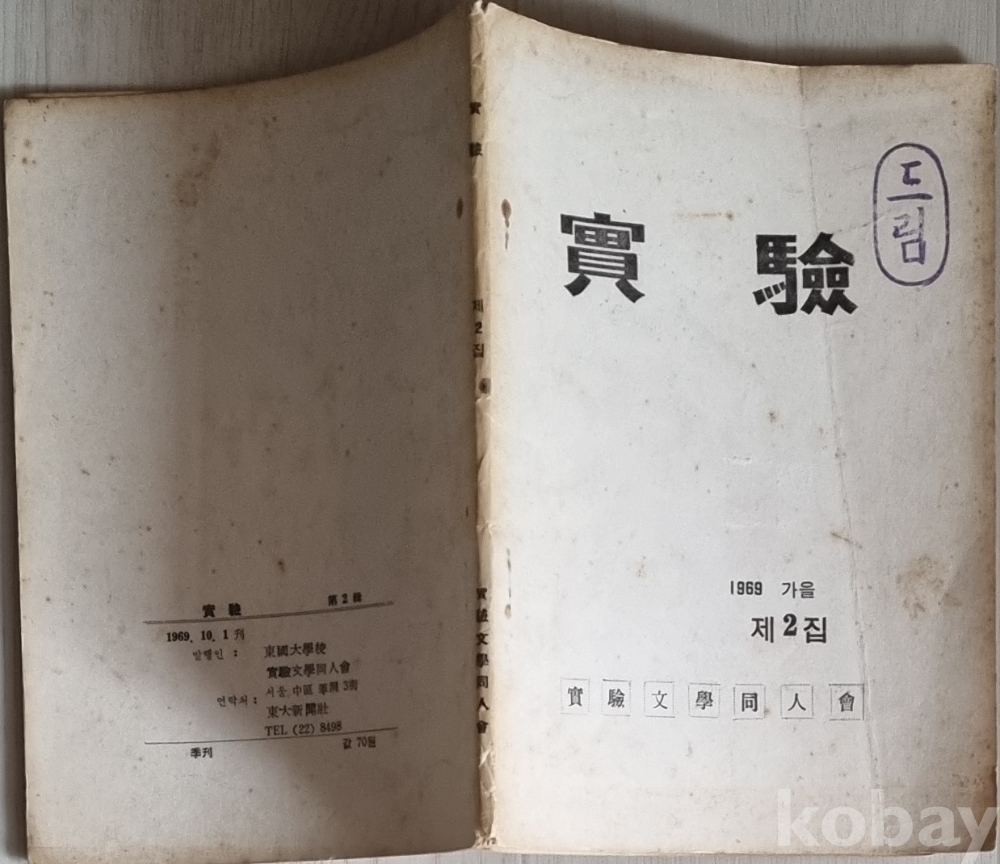 實驗
드림
1969 가을
제2집
實驗文學同人會
實驗 제2집 實驗文學同人會
實驗 第2輯
1969. 10. 1 刊
발행인 : 東國大學校
實驗文學同人會
연락처 : 서울 中區 筆洞 3街
東大新聞社
TEL (22) 8498
季刊 값 70원
kobay